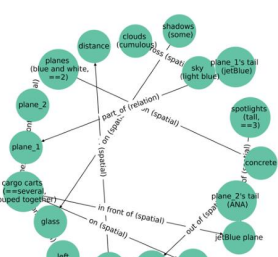 shadows
(some)
clouds
(cumulous)
distance
planes
(blue and white,
==2)
sky
(light blue)
plane_1's tail
(jetBlue)
plane_2
part_of (relation)
on (spatial)
spotlights
(tall,
==3)
plane_1
concrete
(spatial)
cargo carts
(==several,
plane_2's tail
(ANA)
in front of (spatial)
glass
on (spatial)
jetBlue plane
left